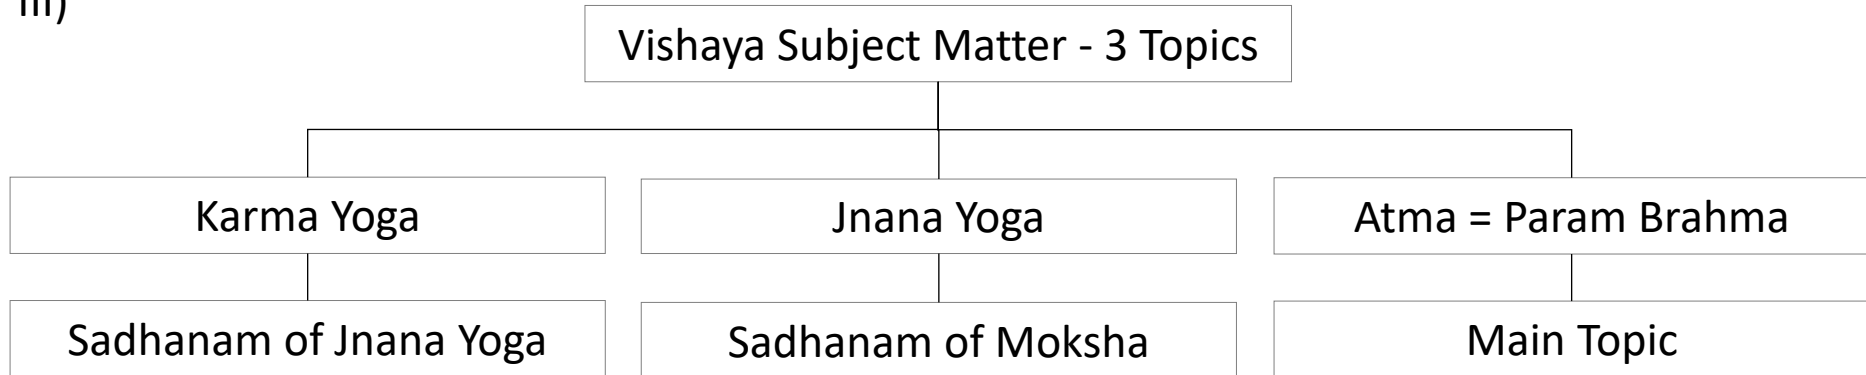 iii)
Vishaya Subject Matter - 3 Topics
Karma Yoga
Jnana Yoga
Atma = Param Brahma
Sadhanam of Jnana Yoga
Sadhanam of Moksha
Main Topic